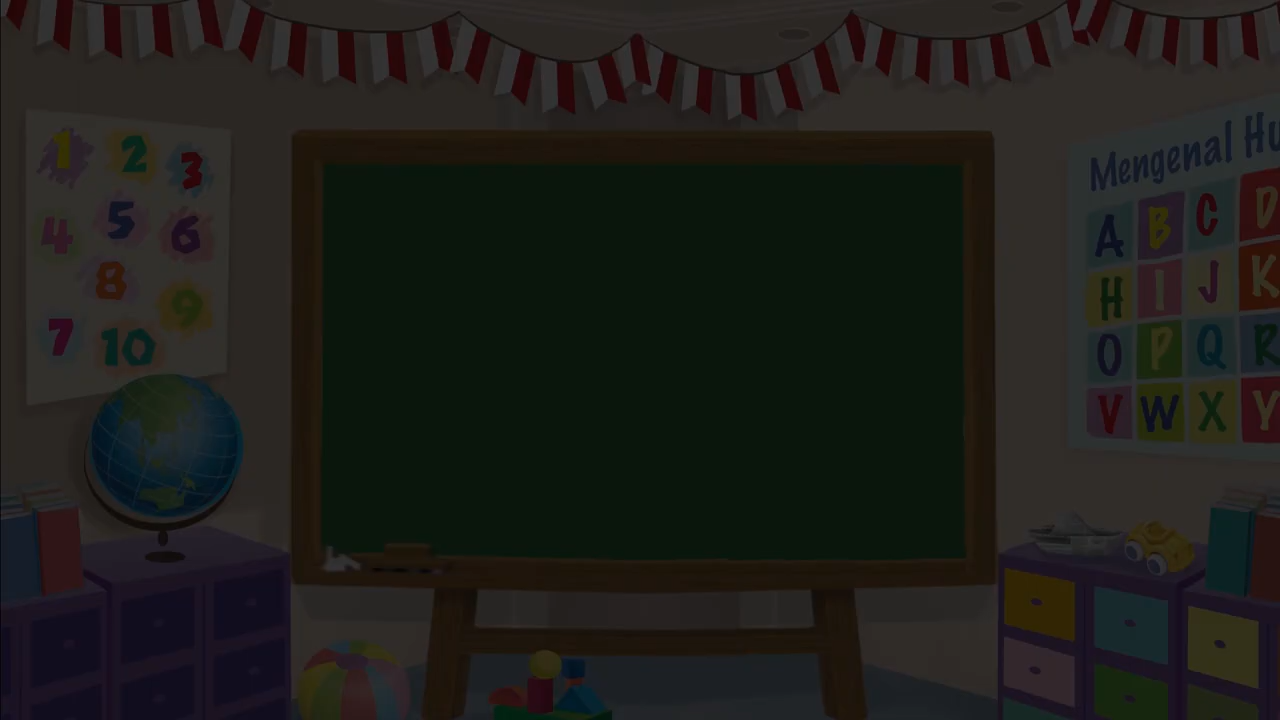 1 2 3
4 5 6
8
7 9
10
Mengenal Hu
A B C D
H I J K
O P Q R
V W X Y